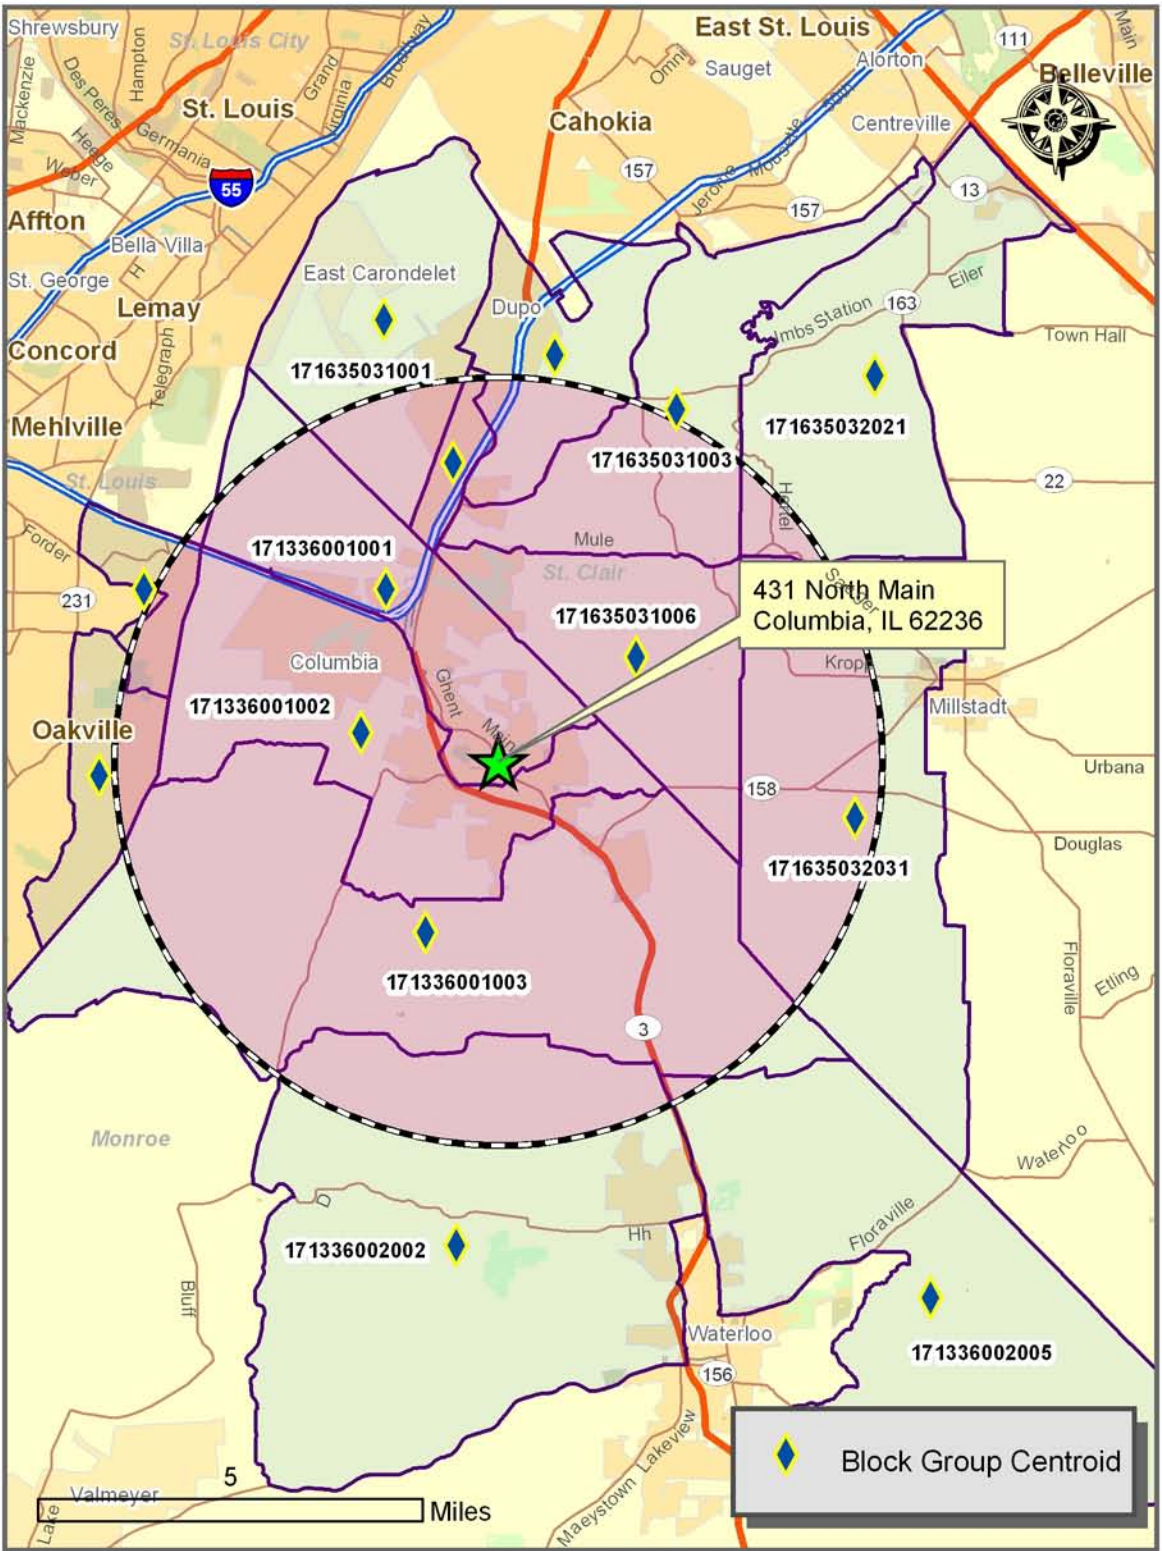 Shrewsbury
Mackenzie
Hampton
St. Louis City
Grand
Virginia
Broadway
Des Peres
Germania
Heege
Weber
St. Louis
55
East St. Louis
Omni
Sauget
Alorton
111
Main
Belleville
Cahokia
Centreville
157
Jerome
Mousette
157
13
Affton
Bella Villa
H
St. George
Lemay
Concord
Telegraph
East Carondelet
Dupo
Eiler
163
Imbs Station
Town Hall
171635031001
Mehlville
171635032021
171635031003
St. Louis
22
Hartel
Forder
171336001001
Mule
St. Clair
231
171635031006
431 North Main
Columbia, IL 62236
Columbia
Kropp
Ghent
171336001002
Main
Millstadt
Oakville
Urbana
158
Douglas
171635032031
171336001003
Floraville
Etling
3
Monroe
Waterloo
D
Hh
Floraville
171336002002
Bluff
Waterloo
171336002005
156
Lakeview
Maeystown
Valmeyer
Lake
5
Miles
Block Group Centroid